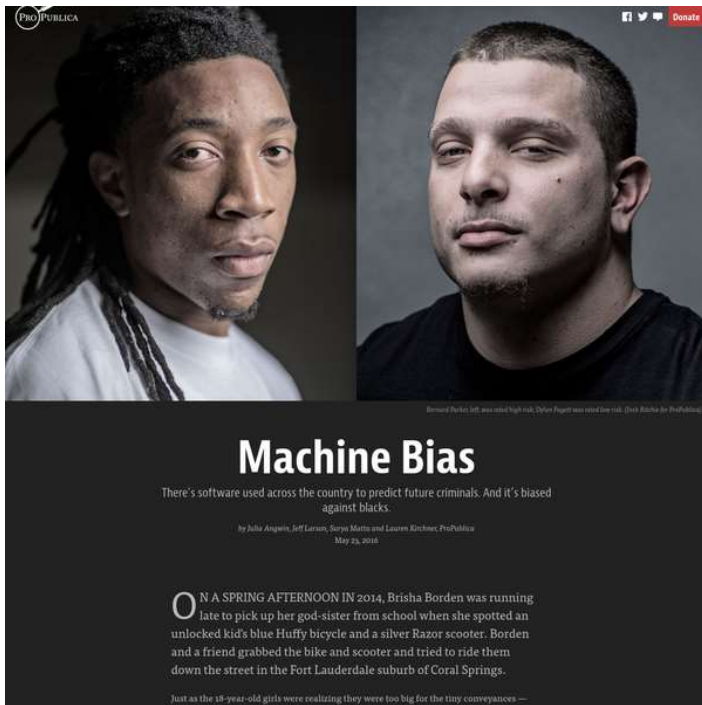 PROPUBLICA
Donate
Bernard Parker, left, was rated high risk; Dylan Fugett was rated low risk. (Josh Ritchie for ProPublica)
Machine Bias
There's software used across the country to predict future criminals. And it's biased
against blacks.
by Julia Angwin, Jeff Larson, Surya Mattu and Lauren Kirchner, ProPublica
May 23, 2016
ON A SPRING AFTERNOON IN 2014, Brisha Borden was running
late to pick up her god-sister from school when she spotted an
unlocked kid's blue Huffy bicycle and a silver Razor scooter. Borden
and a friend grabbed the bike and scooter and tried to ride them
down the street in the Fort Lauderdale suburb of Coral Springs.
Just as the 18-year-old girls were realizing they were too big for the tiny conveyances —